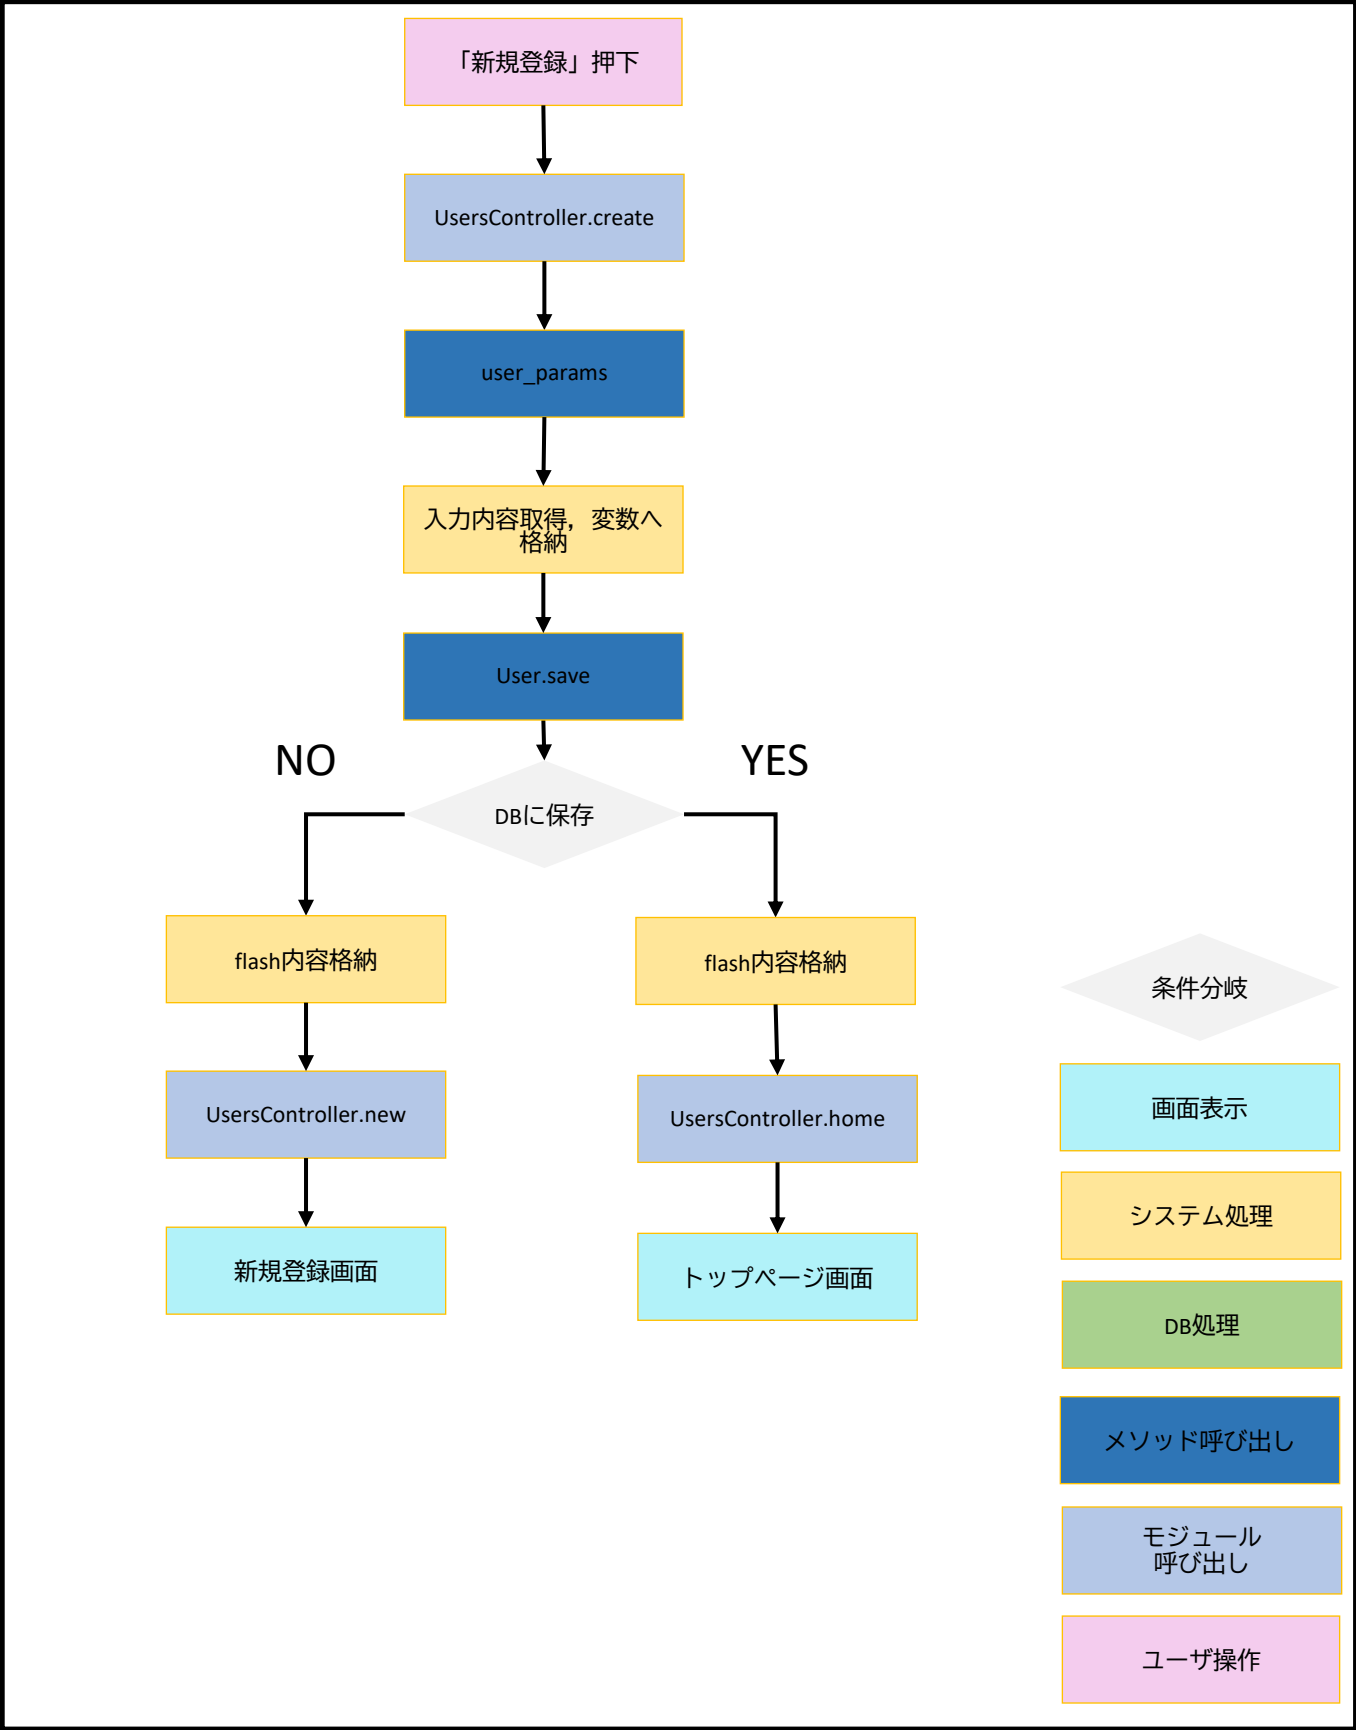 「新規登録」押下
UsersController.create
user_params
入力内容取得，変数へ
格納
User.save
NO
YES
DBに保存
flash内容格納
flash内容格納
UsersController.new
UsersController.home
新規登録画面
トップページ画面
条件分岐
画面表示
システム処理
DB処理
メソッド呼び出し
モジュール
呼び出し
ユーザ操作